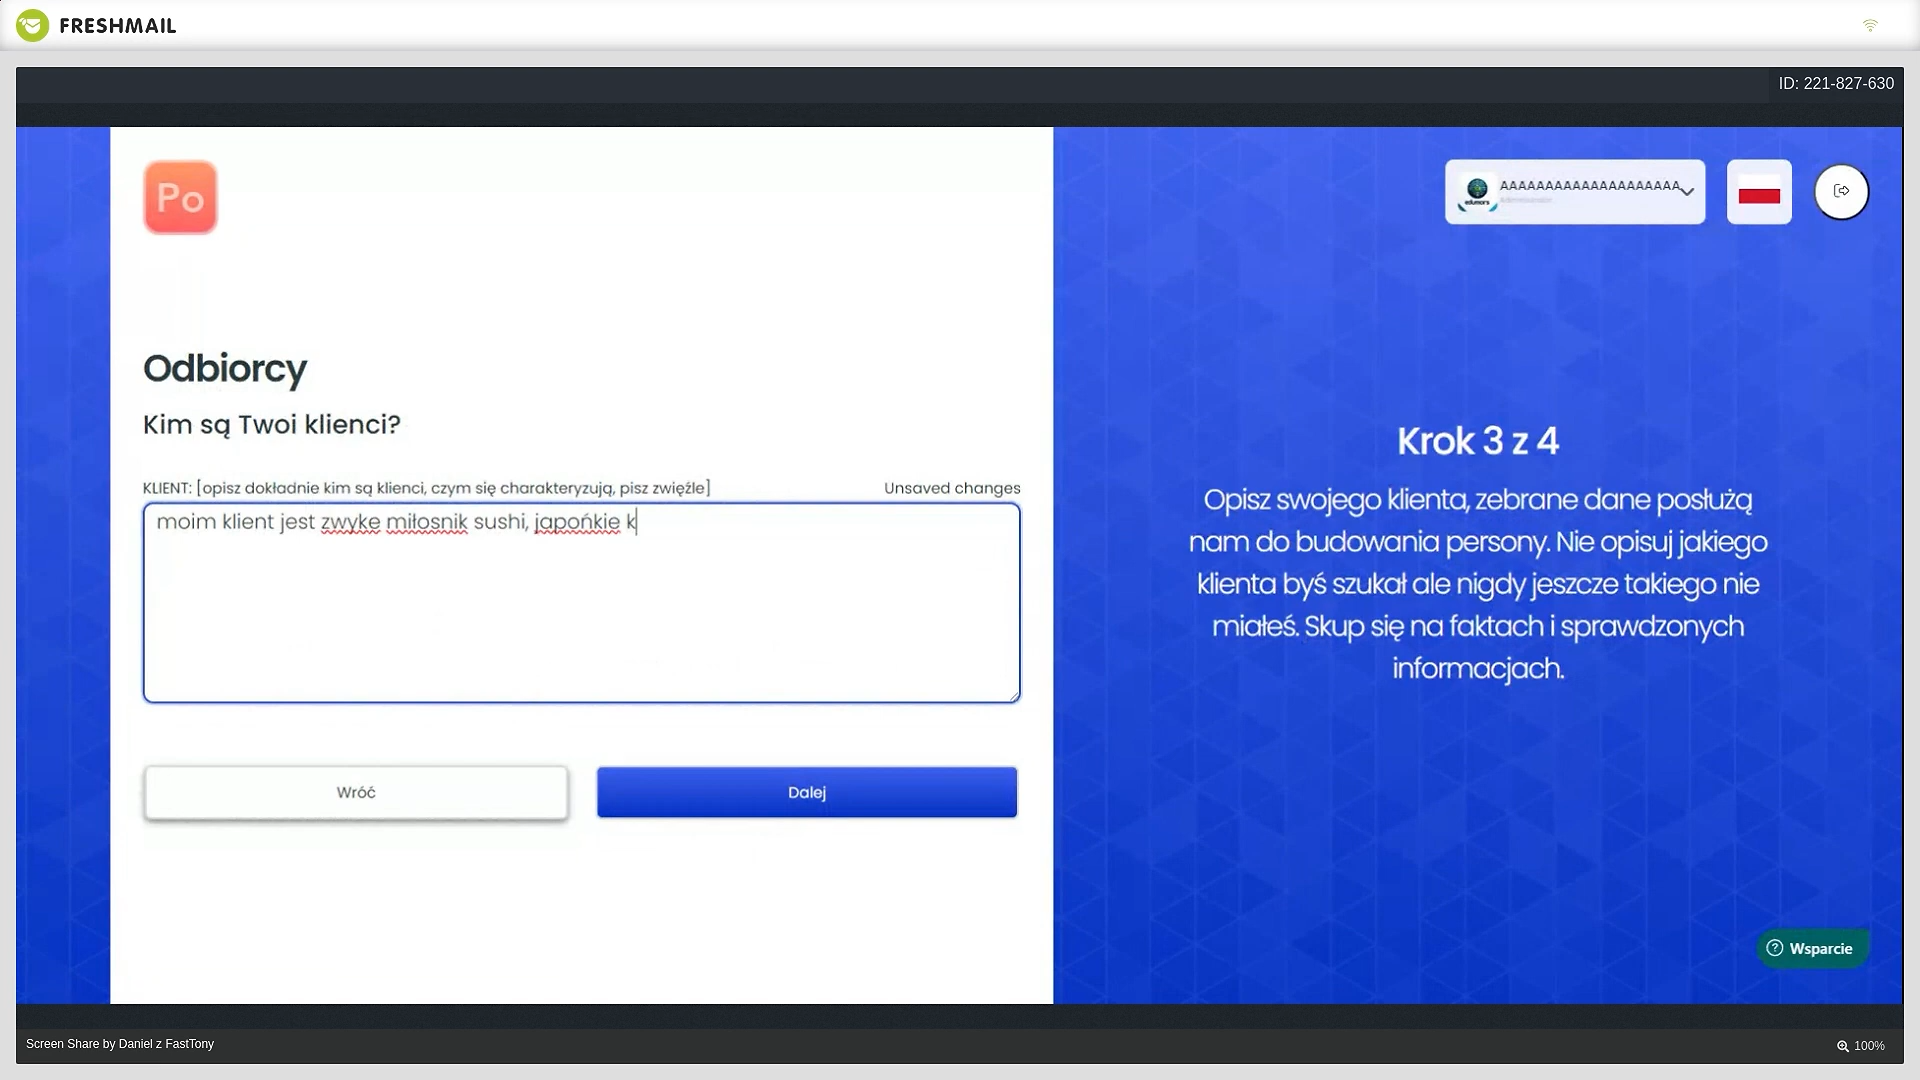 FRESHMAIL
ID: 221-827-630
Po
edumors
AAAAAAAAAAAAAAAAAAAA
Odbiorcy
Kim są Twoi klienci?
KLIENT: [opisz dokładnie kim są klienci, czym się charakteryzują, pisz zwięźle]
Unsaved changes
moim klient jest zwyke miłosnik sushi, japońkie k
Wróć
Dalej
Krok 3 z 4
Opisz swojego klienta, zebrane dane posłużą
nam do budowania persony. Nie opisuj jakiego
klienta byś szukał ale nigdy jeszcze takiego nie
miałeś. Skup się na faktach i sprawdzonych
informacjach.
Wsparcie
Screen Share by Daniel z FastTony
100%